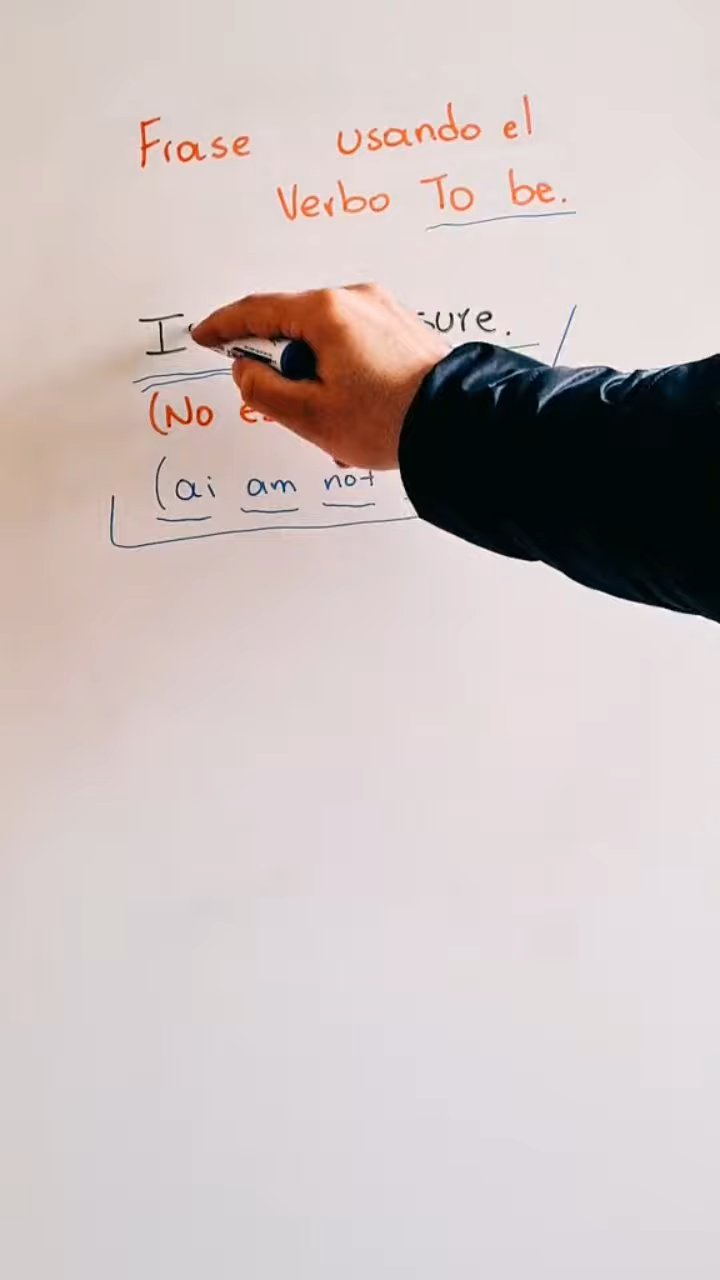 Frase usando el
Verbo To be.
I sure.
(No
(ai am not